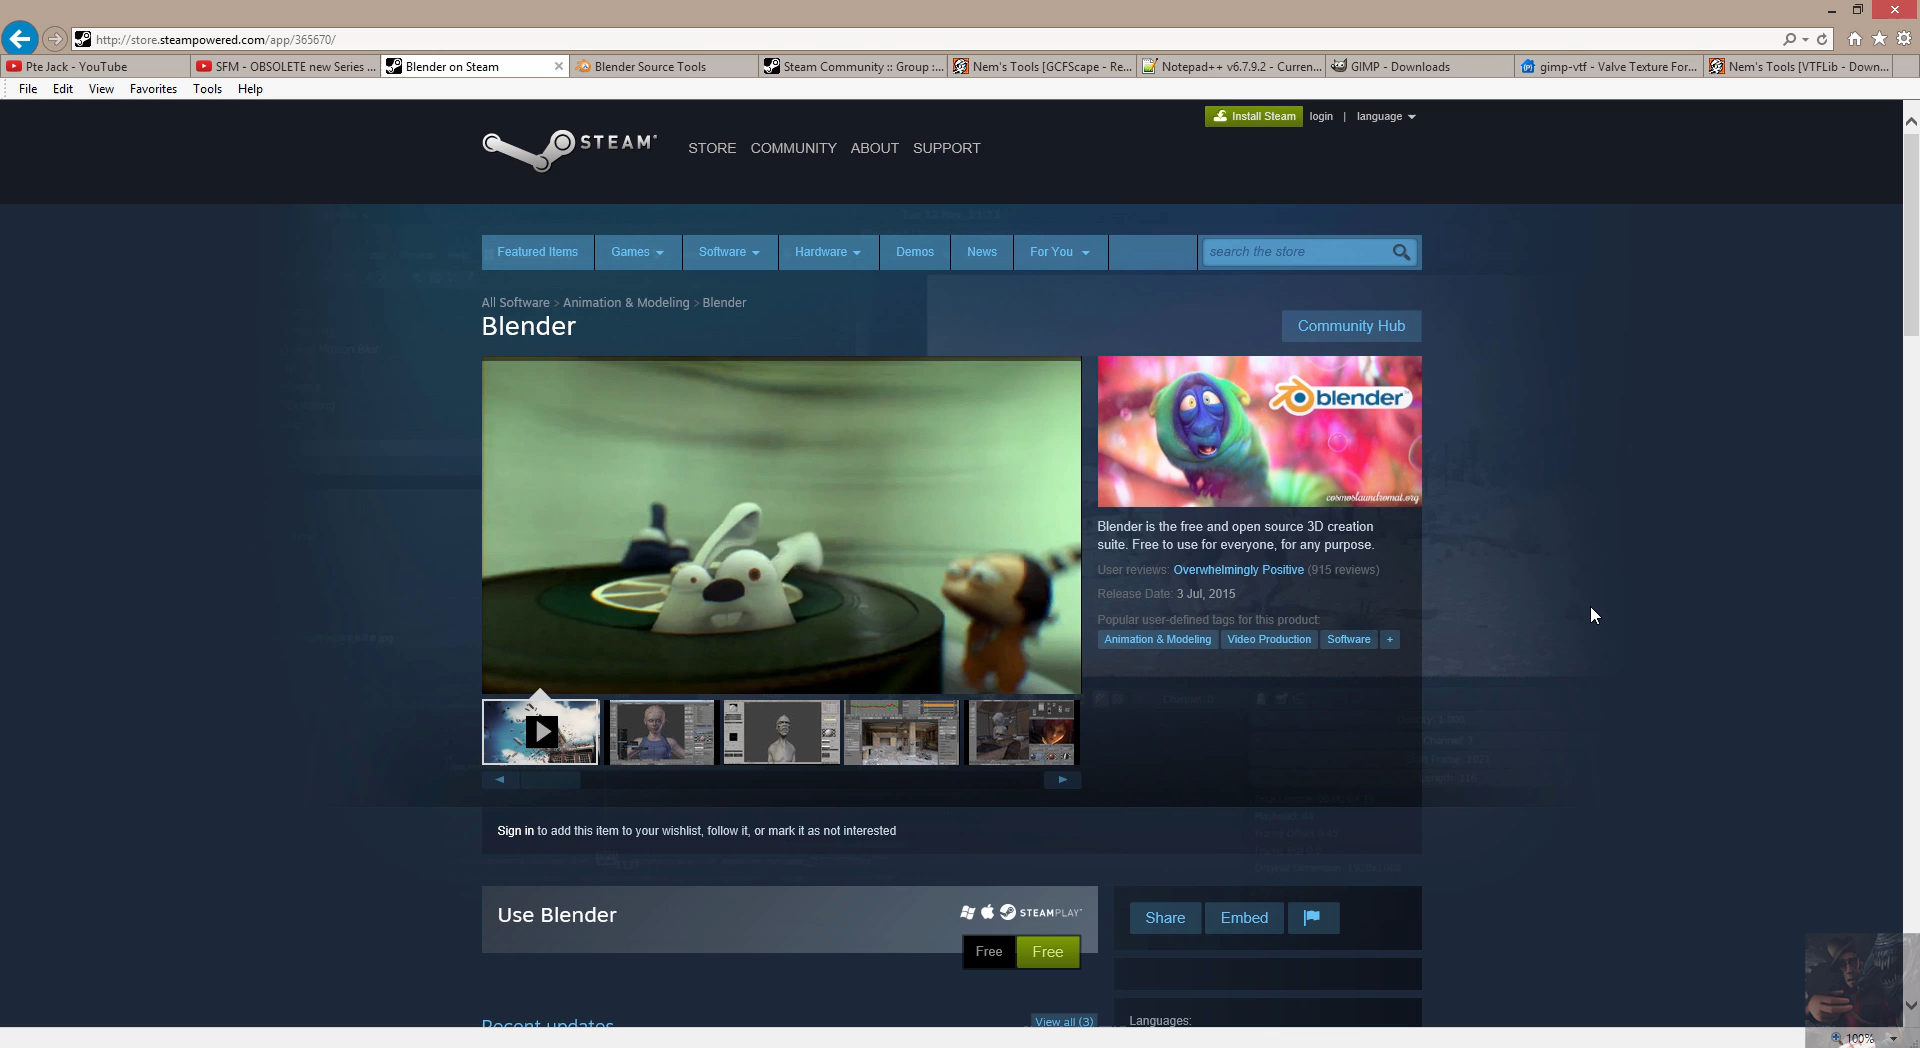 http://store.steampowered.com/app/365670/
Pte Jack - YouTube
SFM - OBSOLETE new Series ...
Blender on Steam
Blender Source Tools
Steam Community :: Group :...
Nem's Tools [GCFScape - Re...
Notepad++ v6.7.9.2 - Curren...
GIMP - Downloads
gimp-vtf - Valve Texture For...
Nem's Tools [VTFLib - Down...
File Edit View Favorites Tools Help
Install Steam login | language
STEAM
STORE COMMUNITY ABOUT SUPPORT
Featured Items Games Software Hardware Demos News For You search the store
All Software > Animation & Modeling > Blender
Blender
Community Hub
blender
cosmoslaundromat.org
Blender is the free and open source 3D creation
suite. Free to use for everyone, for any purpose.
User reviews: Overwhelmingly Positive (915 reviews)
Release Date: 3 Jul, 2015
Popular user-defined tags for this product:
Animation & Modeling Video Production Software +
Sign in to add this item to your wishlist, follow it, or mark it as not interested
Use Blender
STEAMPLAY
Free Free
Share Embed
Recent updates
View all (3)
Languages:
100%